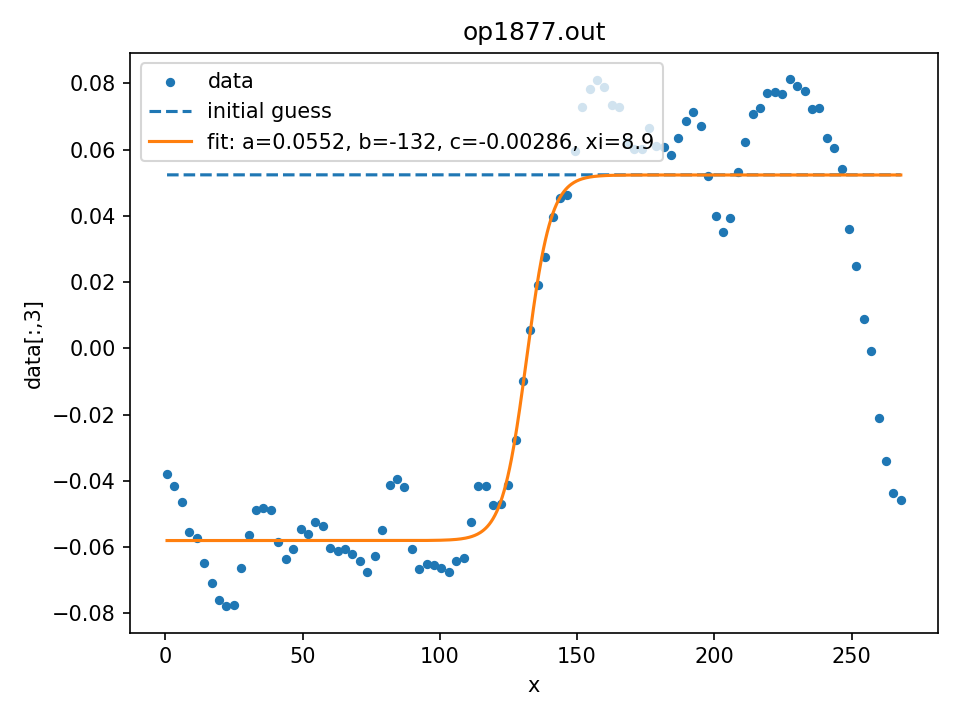 op1877.out
data
initial guess
fit: a=0.0552, b=-132, c=-0.00286, xi=8.9
0.08
0.06
0.04
0.02
0.00
−0.02
−0.04
−0.06
−0.08
data[:,3]
0 50 100 150 200 250
x